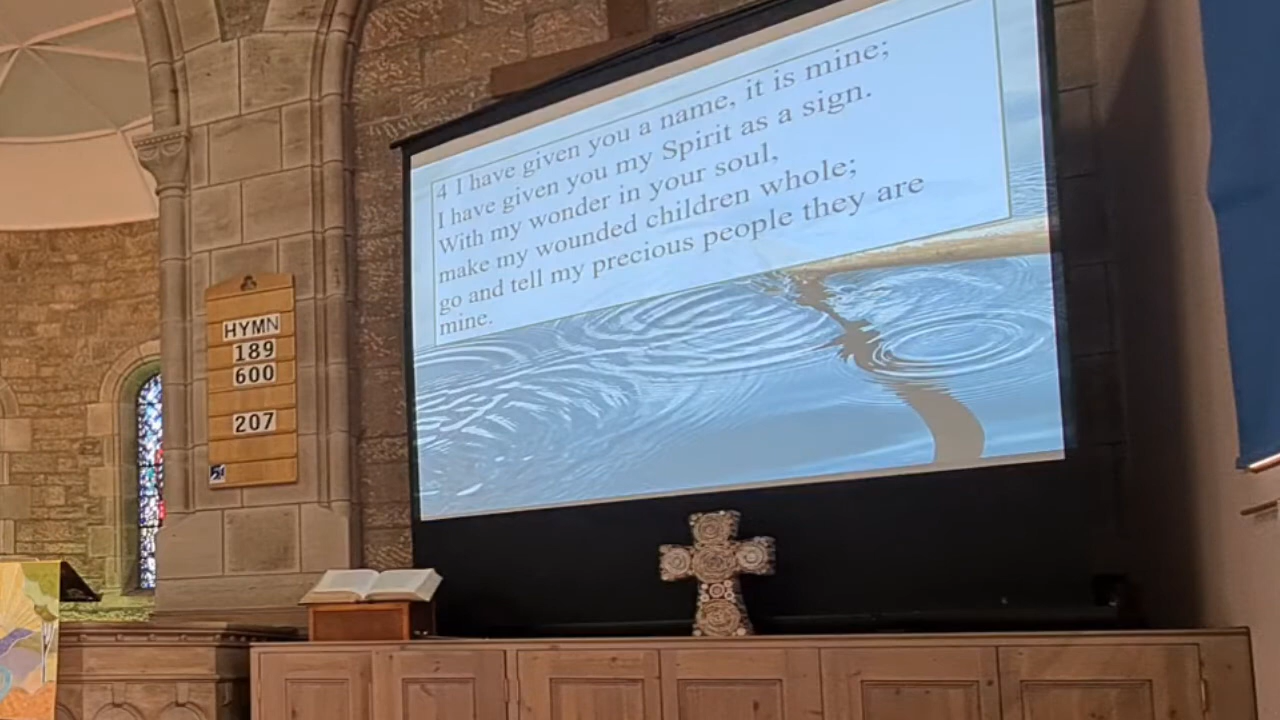 4 I have given you a name, it is mine;
I have given you my Spirit as a sign.
With my wonder in your soul,
make my wounded children whole;
go and tell my precious people they are
mine.
HYMN
189
600
207